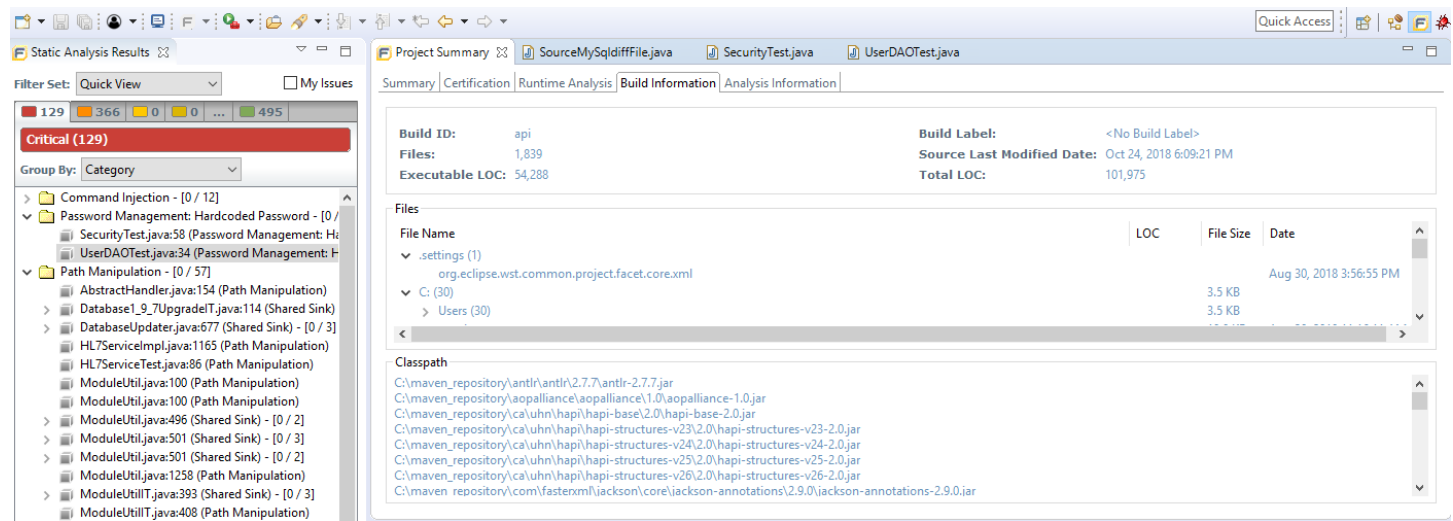 Quick Access
Static Analysis Results
Filter Set: Quick View
My Issues
129 366 0 0 ... 495
Critical (129)
Group By: Category
Command Injection - [0 / 12]
Password Management: Hardcoded Password - [0 /
SecurityTest.java:58 (Password Management: Ha
UserDAOTest.java:34 (Password Management: H
Path Manipulation - [0 / 57]
AbstractHandler.java:154 (Path Manipulation)
Database1_9_7UpgradeIT.java:114 (Shared Sink)
DatabaseUpdater.java:677 (Shared Sink) - [0 / 3]
HL7ServiceImpl.java:1165 (Path Manipulation)
HL7ServiceTest.java:86 (Path Manipulation)
ModuleUtil.java:100 (Path Manipulation)
ModuleUtil.java:100 (Path Manipulation)
ModuleUtil.java:496 (Shared Sink) - [0 / 2]
ModuleUtil.java:501 (Shared Sink) - [0 / 3]
ModuleUtil.java:501 (Shared Sink) - [0 / 2]
ModuleUtil.java:1258 (Path Manipulation)
ModuleUtilIT.java:393 (Shared Sink) - [0 / 3]
ModuleUtilIT.java:408 (Path Manipulation)
Project Summary SourceMySqldiffFile.java SecurityTest.java UserDAOTest.java
Summary Certification Runtime Analysis Build Information Analysis Information
Build ID: api Build Label: <No Build Label>
Files: 1,839 Source Last Modified Date: Oct 24, 2018 6:09:21 PM
Executable LOC: 54,288 Total LOC: 101,975
Files
File Name LOC File Size Date
.settings (1)
org.eclipse.wst.common.project.facet.core.xml Aug 30, 2018 3:56:55 PM
C: (30) 3.5 KB
Users (30) 3.5 KB
Classpath
C:\maven_repository\antlr\antlr\2.7.7\antlr-2.7.7.jar
C:\maven_repository\aopalliance\aopalliance\1.0\aopalliance-1.0.jar
C:\maven_repository\ca\uhn\hapi\hapi-base\2.0\hapi-base-2.0.jar
C:\maven_repository\ca\uhn\hapi\hapi-structures-v23\2.0\hapi-structures-v23-2.0.jar
C:\maven_repository\ca\uhn\hapi\hapi-structures-v24\2.0\hapi-structures-v24-2.0.jar
C:\maven_repository\ca\uhn\hapi\hapi-structures-v25\2.0\hapi-structures-v25-2.0.jar
C:\maven_repository\ca\uhn\hapi\hapi-structures-v26\2.0\hapi-structures-v26-2.0.jar
C:\maven_repository\com\fasterxml\jackson\core\jackson-annotations\2.9.0\jackson-annotations-2.9.0.jar